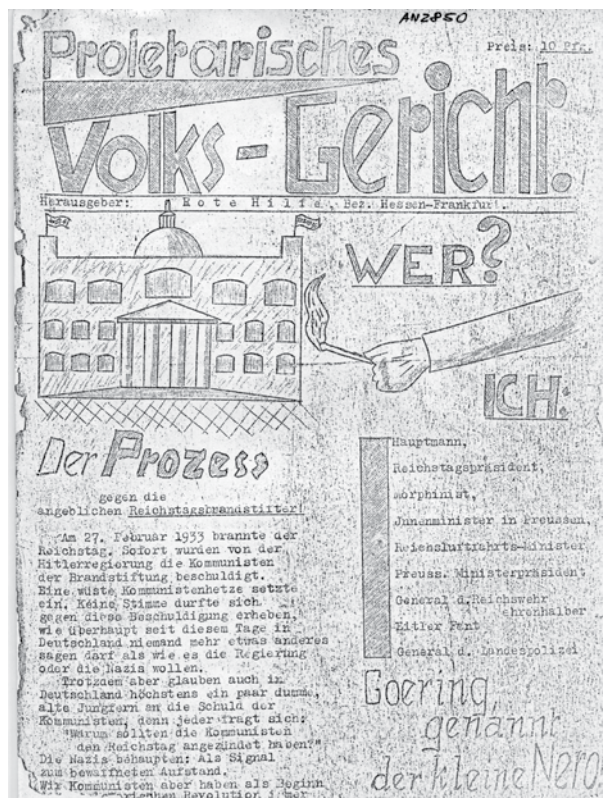 AN2850
Proletarisches
Preis: 10 Pfg.
Volks-Gericht.
Herausgeber: Rote Hilfe, Bez. Hessen-Frankfurt.
WER?
ICH:
Der Prozess
gegen die
angeblichen Reichstagsbrandstifter!
Am 27. Februar 1933 brannte der
Reichstag. Sofort wurden von der
Hitlerregierung die Kommunisten
der Brandstiftung beschuldigt.
Eine wüste Kommunistenhetze setzte
ein. Keine Stimme durfte sich
gegen diese Beschuldigung erheben,
wie überhaupt seit diesem Tage in
Deutschland niemand mehr etwas anderes
sagen darf als wie es die Regierung
oder die Nazis wollen.
Trotzdem aber glauben auch in
Deutschland höchstens ein paar dumme,
alte Jungfern an die Schuld der
Kommunisten, denn jeder fragt sich:
"Warum sollten die Kommunisten
den Reichstag angezündet haben?"
Die Nazis behaupten: Als Signal
zum bewaffneten Aufstand.
Wir Kommunisten aber haben als Beginn
Revolution immer
Hauptmann,
Reichstagspräsident,
Morphinist,
Innenminister in Preussen,
Reichsluftfahrts-Minister
Preuss. Ministerpräsident
General d.Reichswehr
ehrenhalber
Eitler Fant
General d. Landespolizei
Goering,
genannt
der kleine Nero!